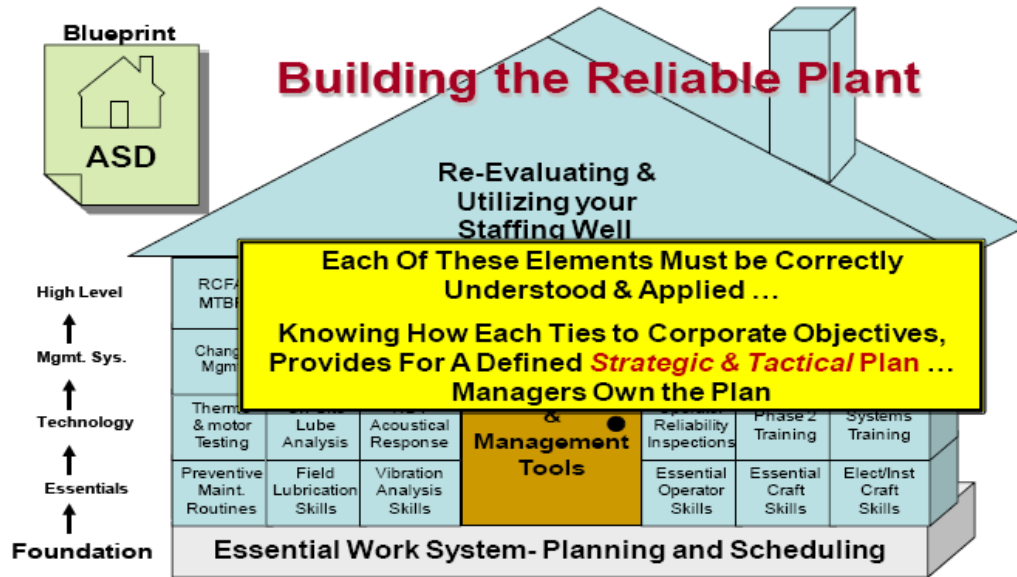 Blueprint
ASD
Building the Reliable Plant
Re-Evaluating &
Utilizing your
Staffing Well
Each Of These Elements Must be Correctly
Understood & Applied ...
Knowing How Each Ties to Corporate Objectives,
Provides For A Defined Strategic & Tactical Plan ...
Managers Own the Plan
High Level
Mgmt. Sys.
Technology
Essentials
Foundation
RCFA
MTB
Chang
Mgm
Thermo
& motor
Testing
Lube
Analysis
Acoustical
Response
&
Management
Tools
Operator
Reliability
Inspections
Phase 2
Training
Systems
Training
Preventive
Maint.
Routines
Field
Lubrication
Skills
Vibration
Analysis
Skills
Essential
Operator
Skills
Essential
Craft
Skills
Elect/Inst
Craft
Skills
Essential Work System- Planning and Scheduling